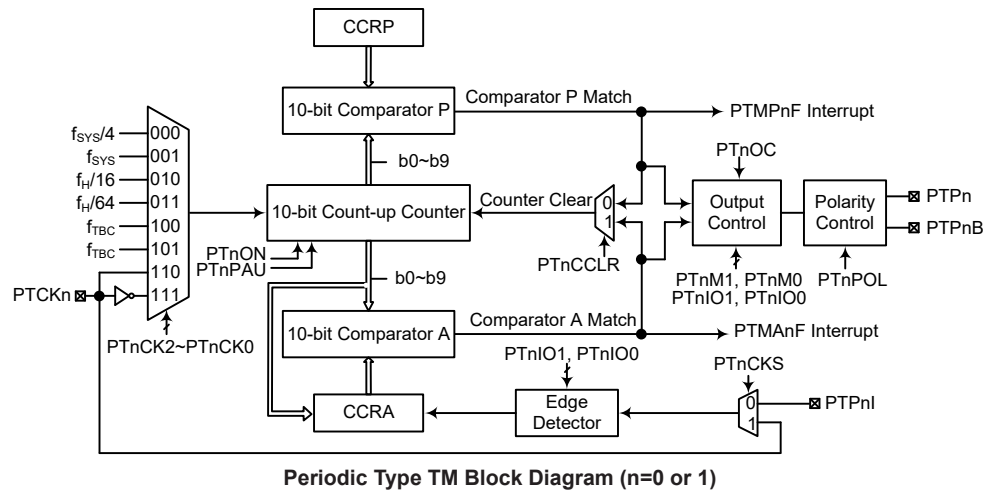 CCRP
10-bit Comparator P
Comparator P Match
PTMPnF Interrupt
b0~b9
fSYS/4
fSYS
fH/16
fH/64
fTBC
fTBC
000
001
010
011
100
101
110
111
PTCKn
PTnCK2~PTnCK0
10-bit Count-up Counter
PTnON
PTnPAU
Counter Clear
0
1
PTnCCLR
PTnOC
Output
Control
PTnM1, PTnM0
PTnIO1, PTnIO0
Polarity
Control
PTnPOL
PTPn
PTPnB
b0~b9
10-bit Comparator A
Comparator A Match
PTMAnF Interrupt
CCRA
PTnIO1, PTnIO0
Edge
Detector
PTnCKS
0
1
PTPnI
Periodic Type TM Block Diagram (n=0 or 1)